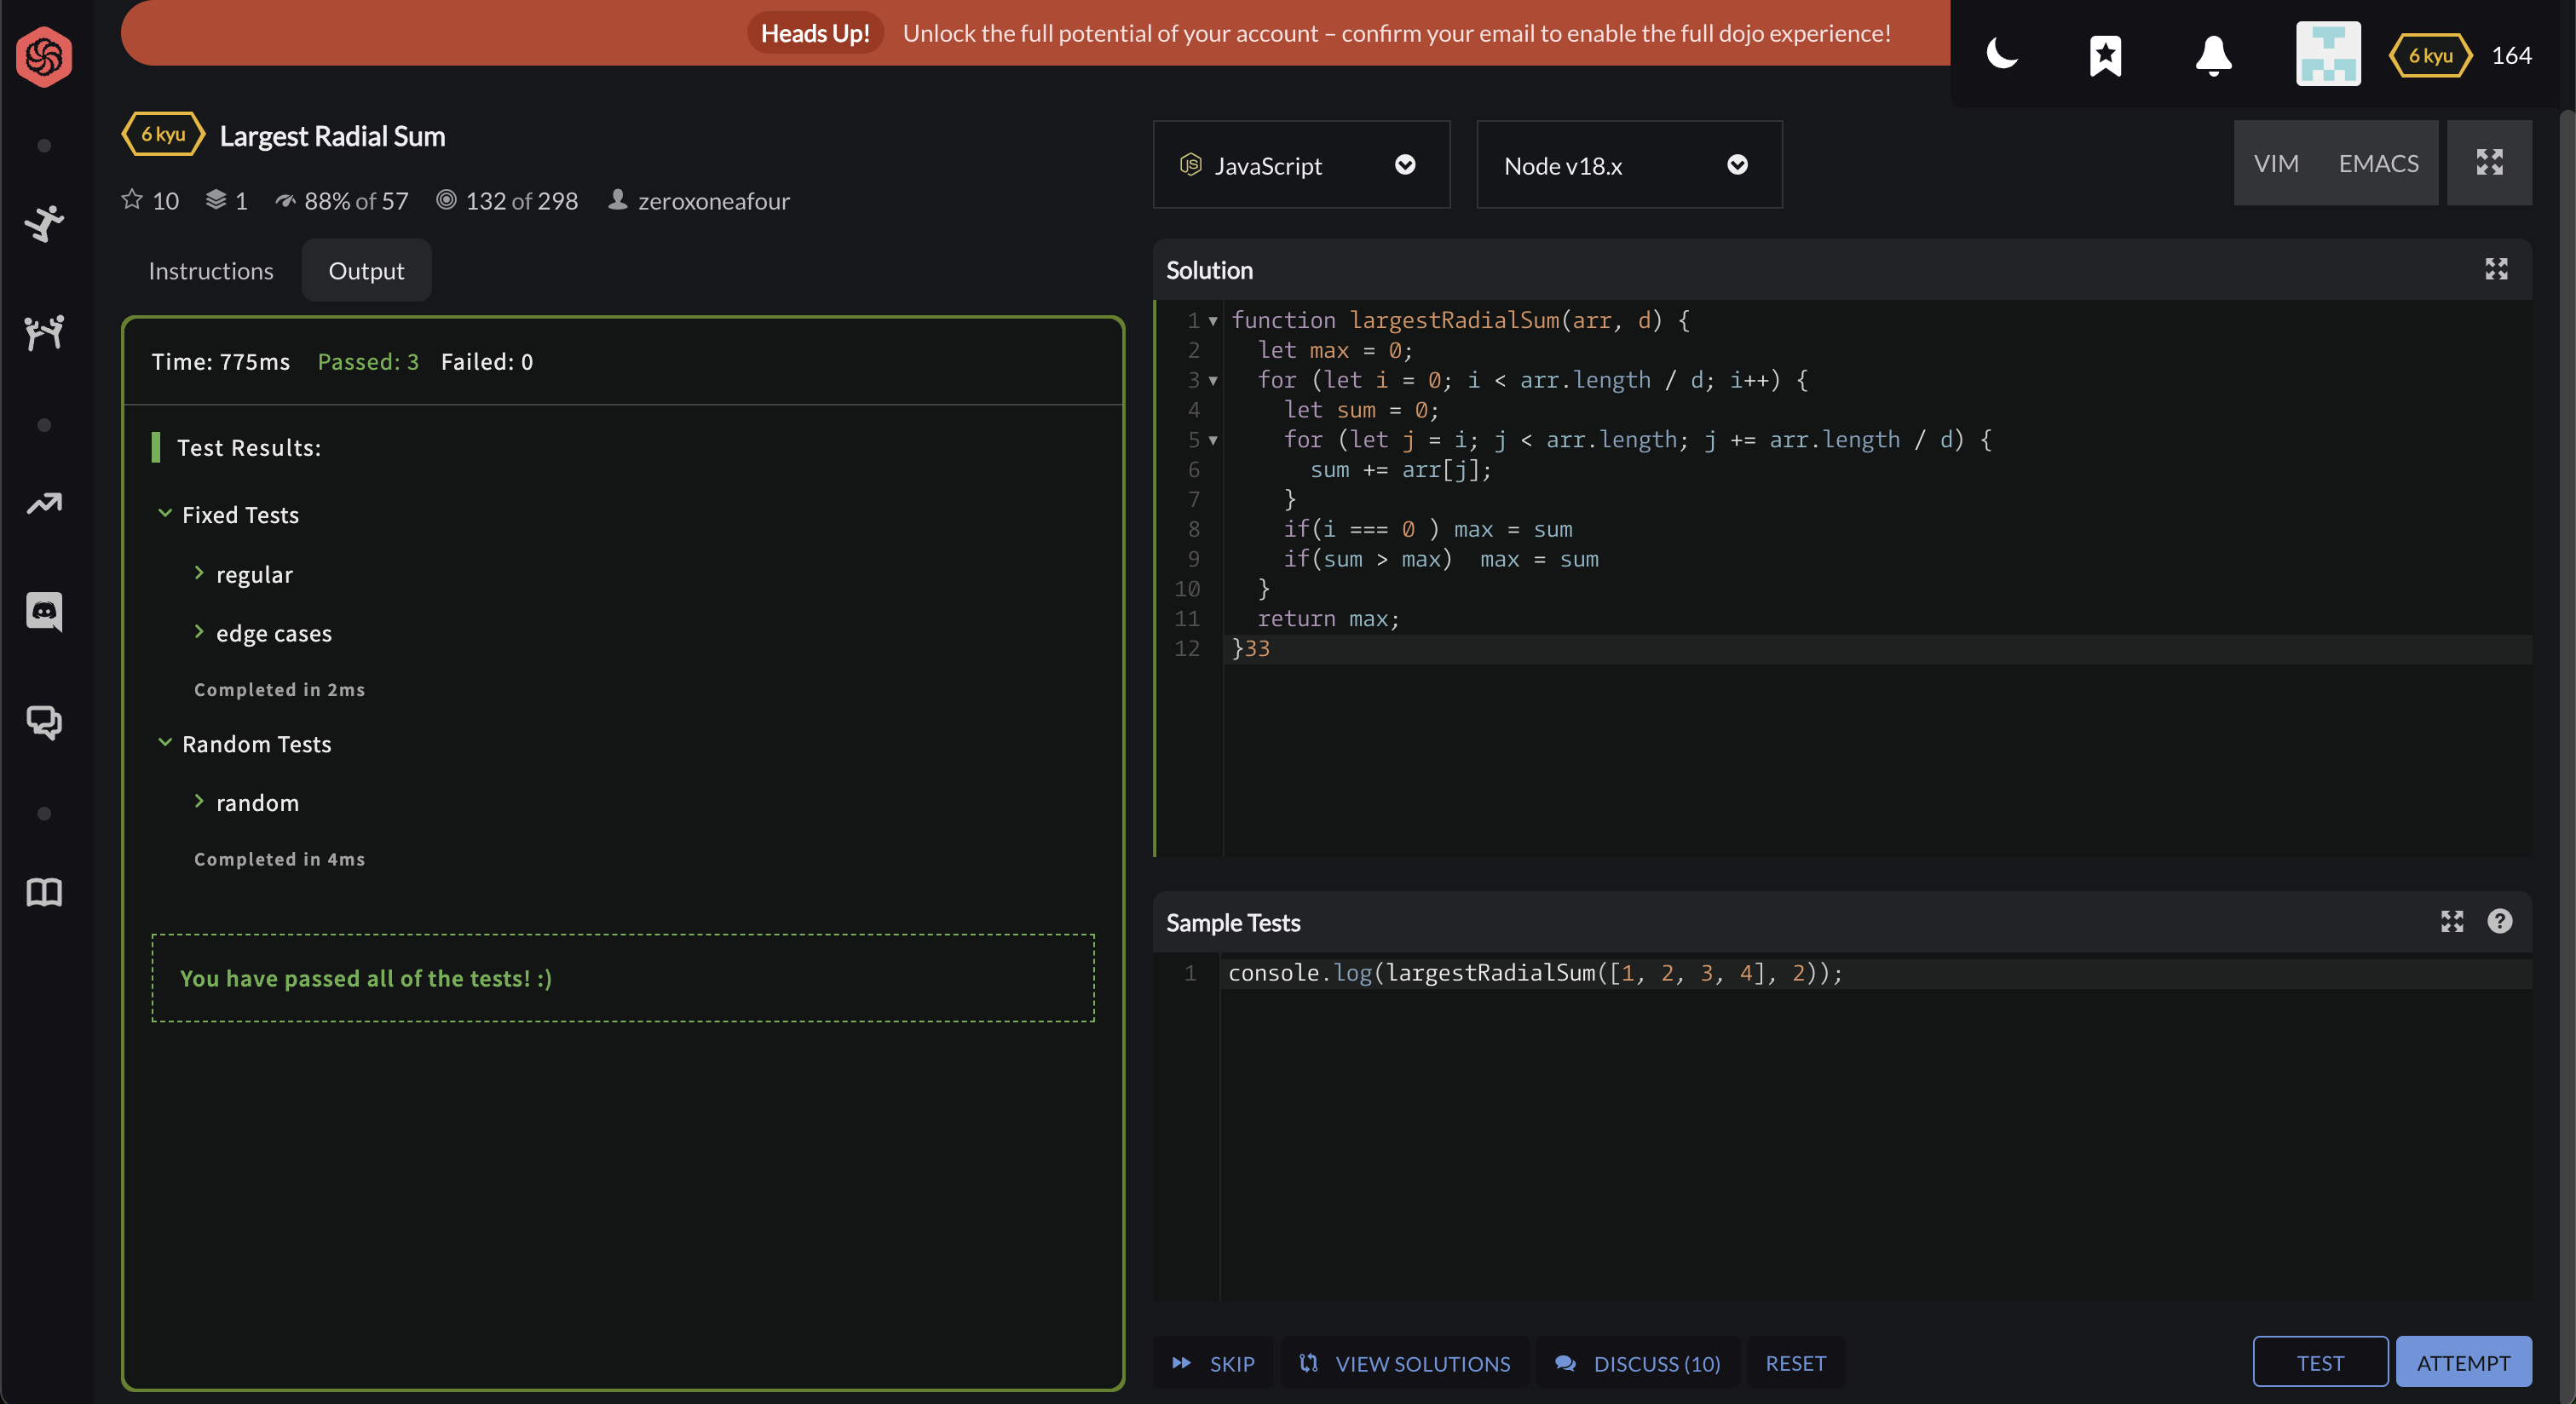 Heads Up! Unlock the full potential of your account – confirm your email to enable the full dojo experience!
6 kyu 164
6 kyu Largest Radial Sum
10 1 88% of 57 132 of 298 zeroxoneafour
Instructions Output
Time: 775ms Passed: 3 Failed: 0
Test Results:
Fixed Tests
regular
edge cases
Completed in 2ms
Random Tests
random
Completed in 4ms
You have passed all of the tests! :)
JS JavaScript Node v18.x VIM EMACS
Solution
1 function largestRadialSum(arr, d) {
2 let max = 0;
3 for (let i = 0; i < arr.length / d; i++) {
4 let sum = 0;
5 for (let j = i; j < arr.length; j += arr.length / d) {
6 sum += arr[j];
7 }
8 if(i === 0 ) max = sum
9 if(sum > max)  max = sum
10 }
11 return max;
12 }33
Sample Tests ?
1 console.log(largestRadialSum([1, 2, 3, 4], 2));
SKIP VIEW SOLUTIONS DISCUSS (10) RESET TEST ATTEMPT